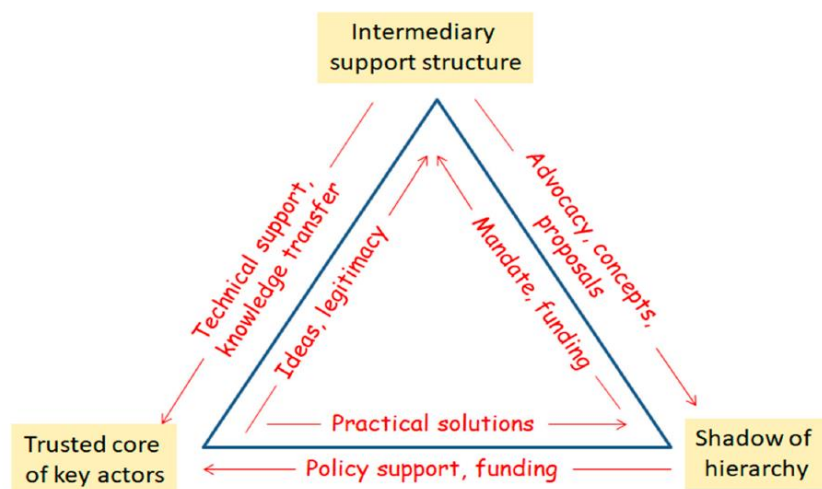 Intermediary
support structure
Technical support,
knowledge transfer
Ideas, legitimacy
Mandate, funding
Advocacy, concepts,
proposals
Practical solutions
Policy support, funding
Trusted core
of key actors
Shadow of
hierarchy